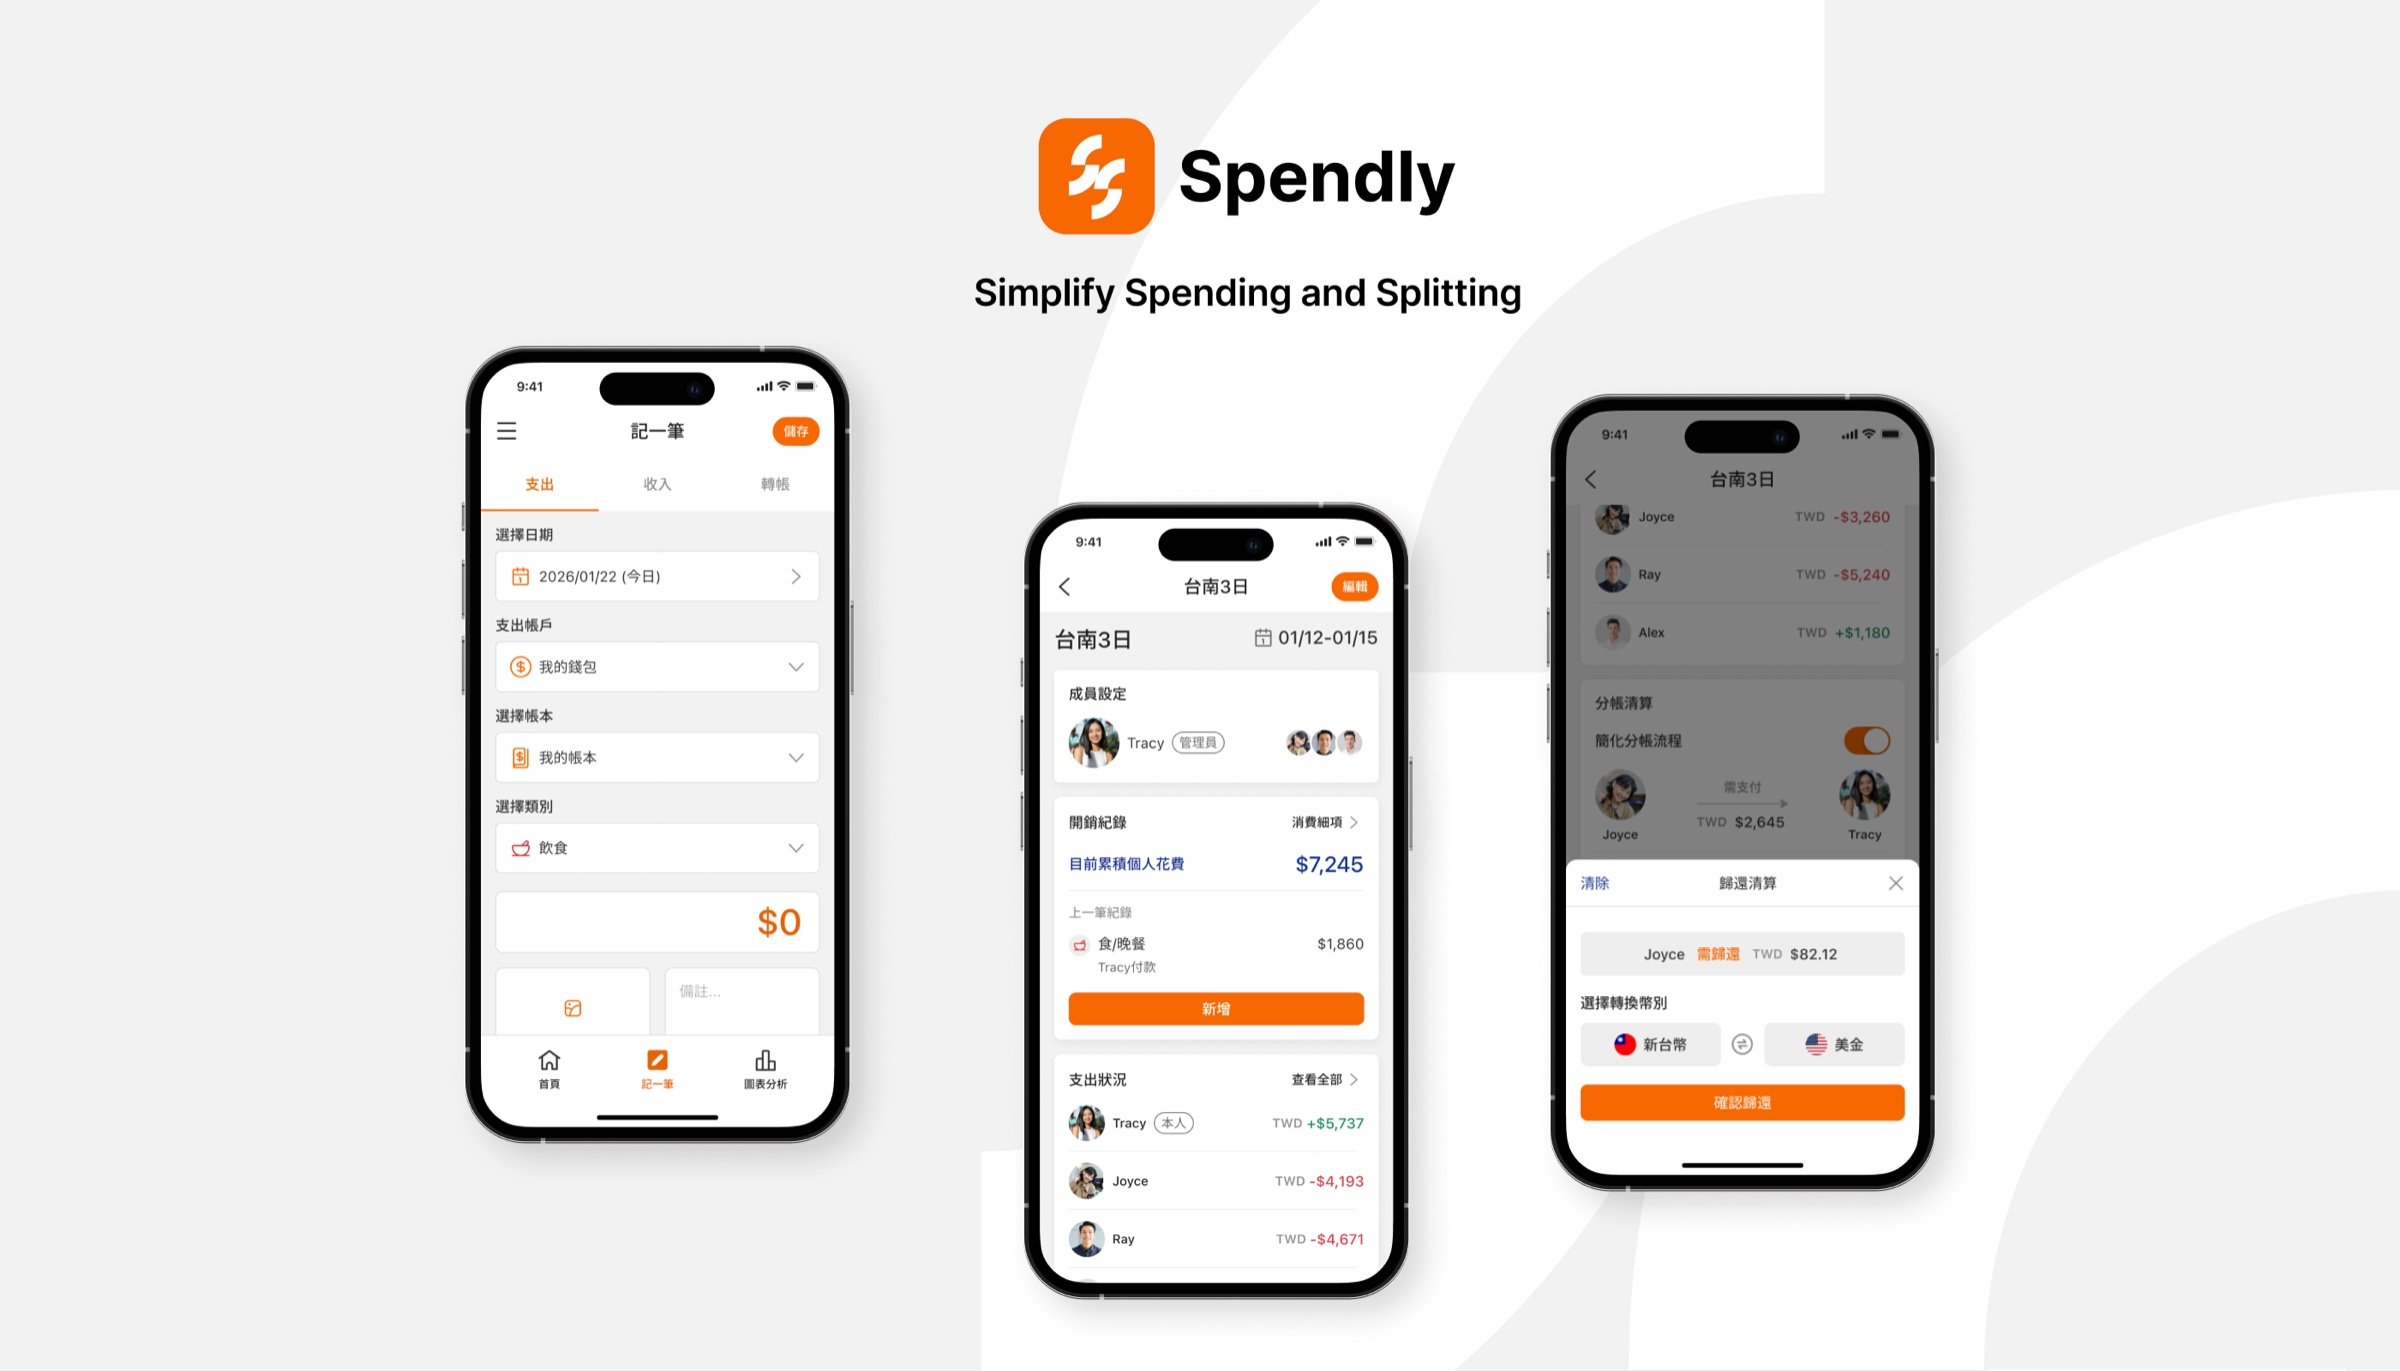 Spendly
Simplify Spending and Splitting
9:41
記一筆
儲存
支出
收入
轉帳
選擇日期
2026/01/22 (今日)
支出帳戶
我的錢包
選擇帳本
我的帳本
選擇類別
飲食
$0
備註...
首頁
記一筆
圖表分析
9:41
台南3日
編輯
台南3日
01/12-01/15
成員設定
Tracy 管理員
開銷紀錄
消費細項
目前累積個人花費
$7,245
上一筆紀錄
食/晚餐
$1,860
Tracy付款
新增
支出狀況
查看全部
Tracy 本人 TWD +$5,737
Joyce TWD -$4,193
Ray TWD -$4,671
9:41
台南3日
Joyce TWD -$3,260
Ray TWD -$5,240
Alex TWD +$1,180
分帳清算
簡化分帳流程
需支付
TWD $2,645
Joyce
Tracy
清除
歸還清算
Joyce 需歸還 TWD $82.12
選擇轉換幣別
新台幣
美金
確認歸還